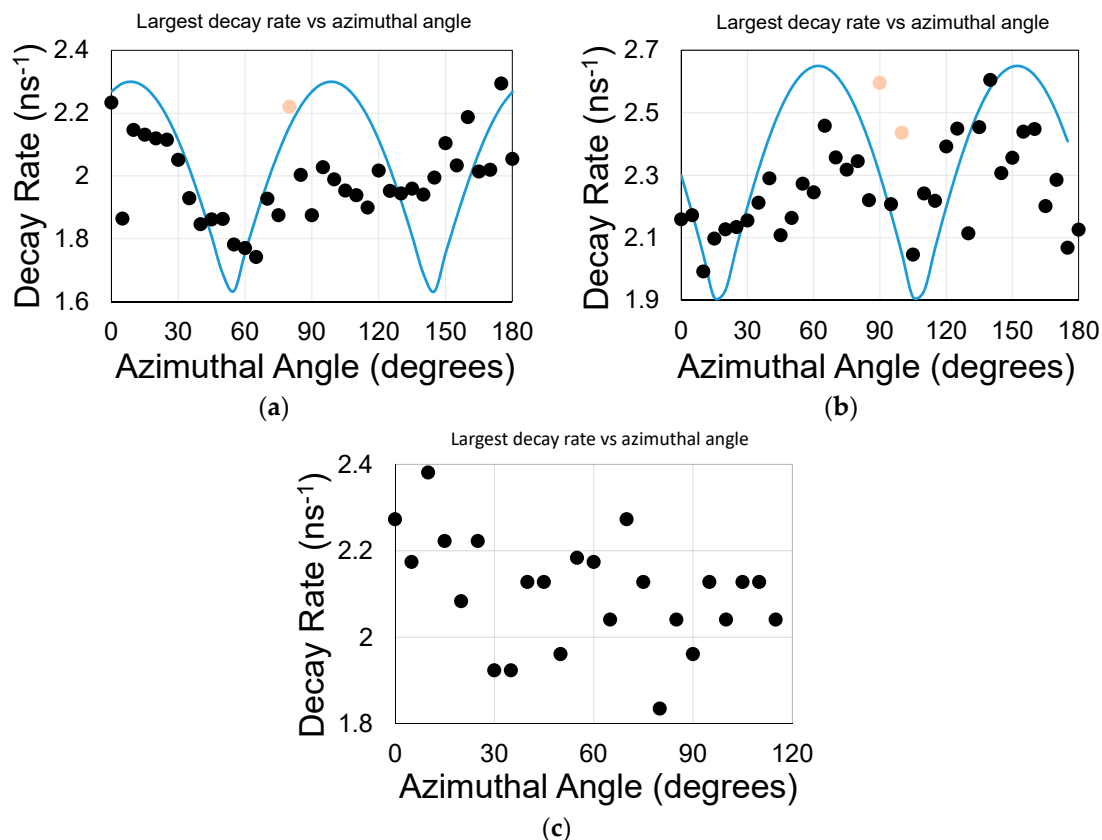 Largest decay rate vs azimuthal angle
Decay Rate (ns-1)
2.4
2.2
2
1.8
1.6
0 30 60 90 120 150 180
Azimuthal Angle (degrees)
(a)
Largest decay rate vs azimuthal angle
Decay Rate (ns-1)
2.7
2.5
2.3
2.1
1.9
0 30 60 90 120 150 180
Azimuthal Angle (degrees)
(b)
Largest decay rate vs azimuthal angle
Decay Rate (ns-1)
2.4
2.2
2
1.8
0 30 60 90 120
Azimuthal Angle (degrees)
(c)